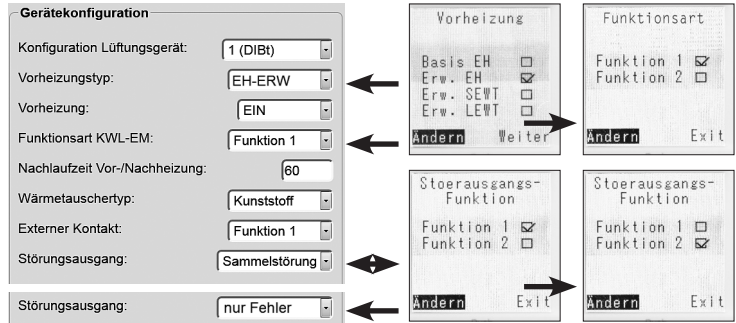 Gerätekonfiguration
Konfiguration Lüftungsgerät: 1 (DIBt)
Vorheizungstyp: EH-ERW
Vorheizung: EIN
Funktionsart KWL-EM: Funktion 1
Nachlaufzeit Vor-/Nachheizung: 60
Wärmetauschertyp: Kunststoff
Externer Kontakt: Funktion 1
Störungsausgang: Sammelstörung
Störungsausgang: nur Fehler
Vorheizung
Basis EH
Erw. EH
Erw. SEWT
Erw. LEWT
Ändern Weiter
Funktionsart
Funktion 1
Funktion 2
Ändern Exit
Stoerausgangs-
Funktion
Funktion 1
Funktion 2
Ändern Exit
Stoerausgangs-
Funktion
Funktion 1
Funktion 2
Ändern Exit